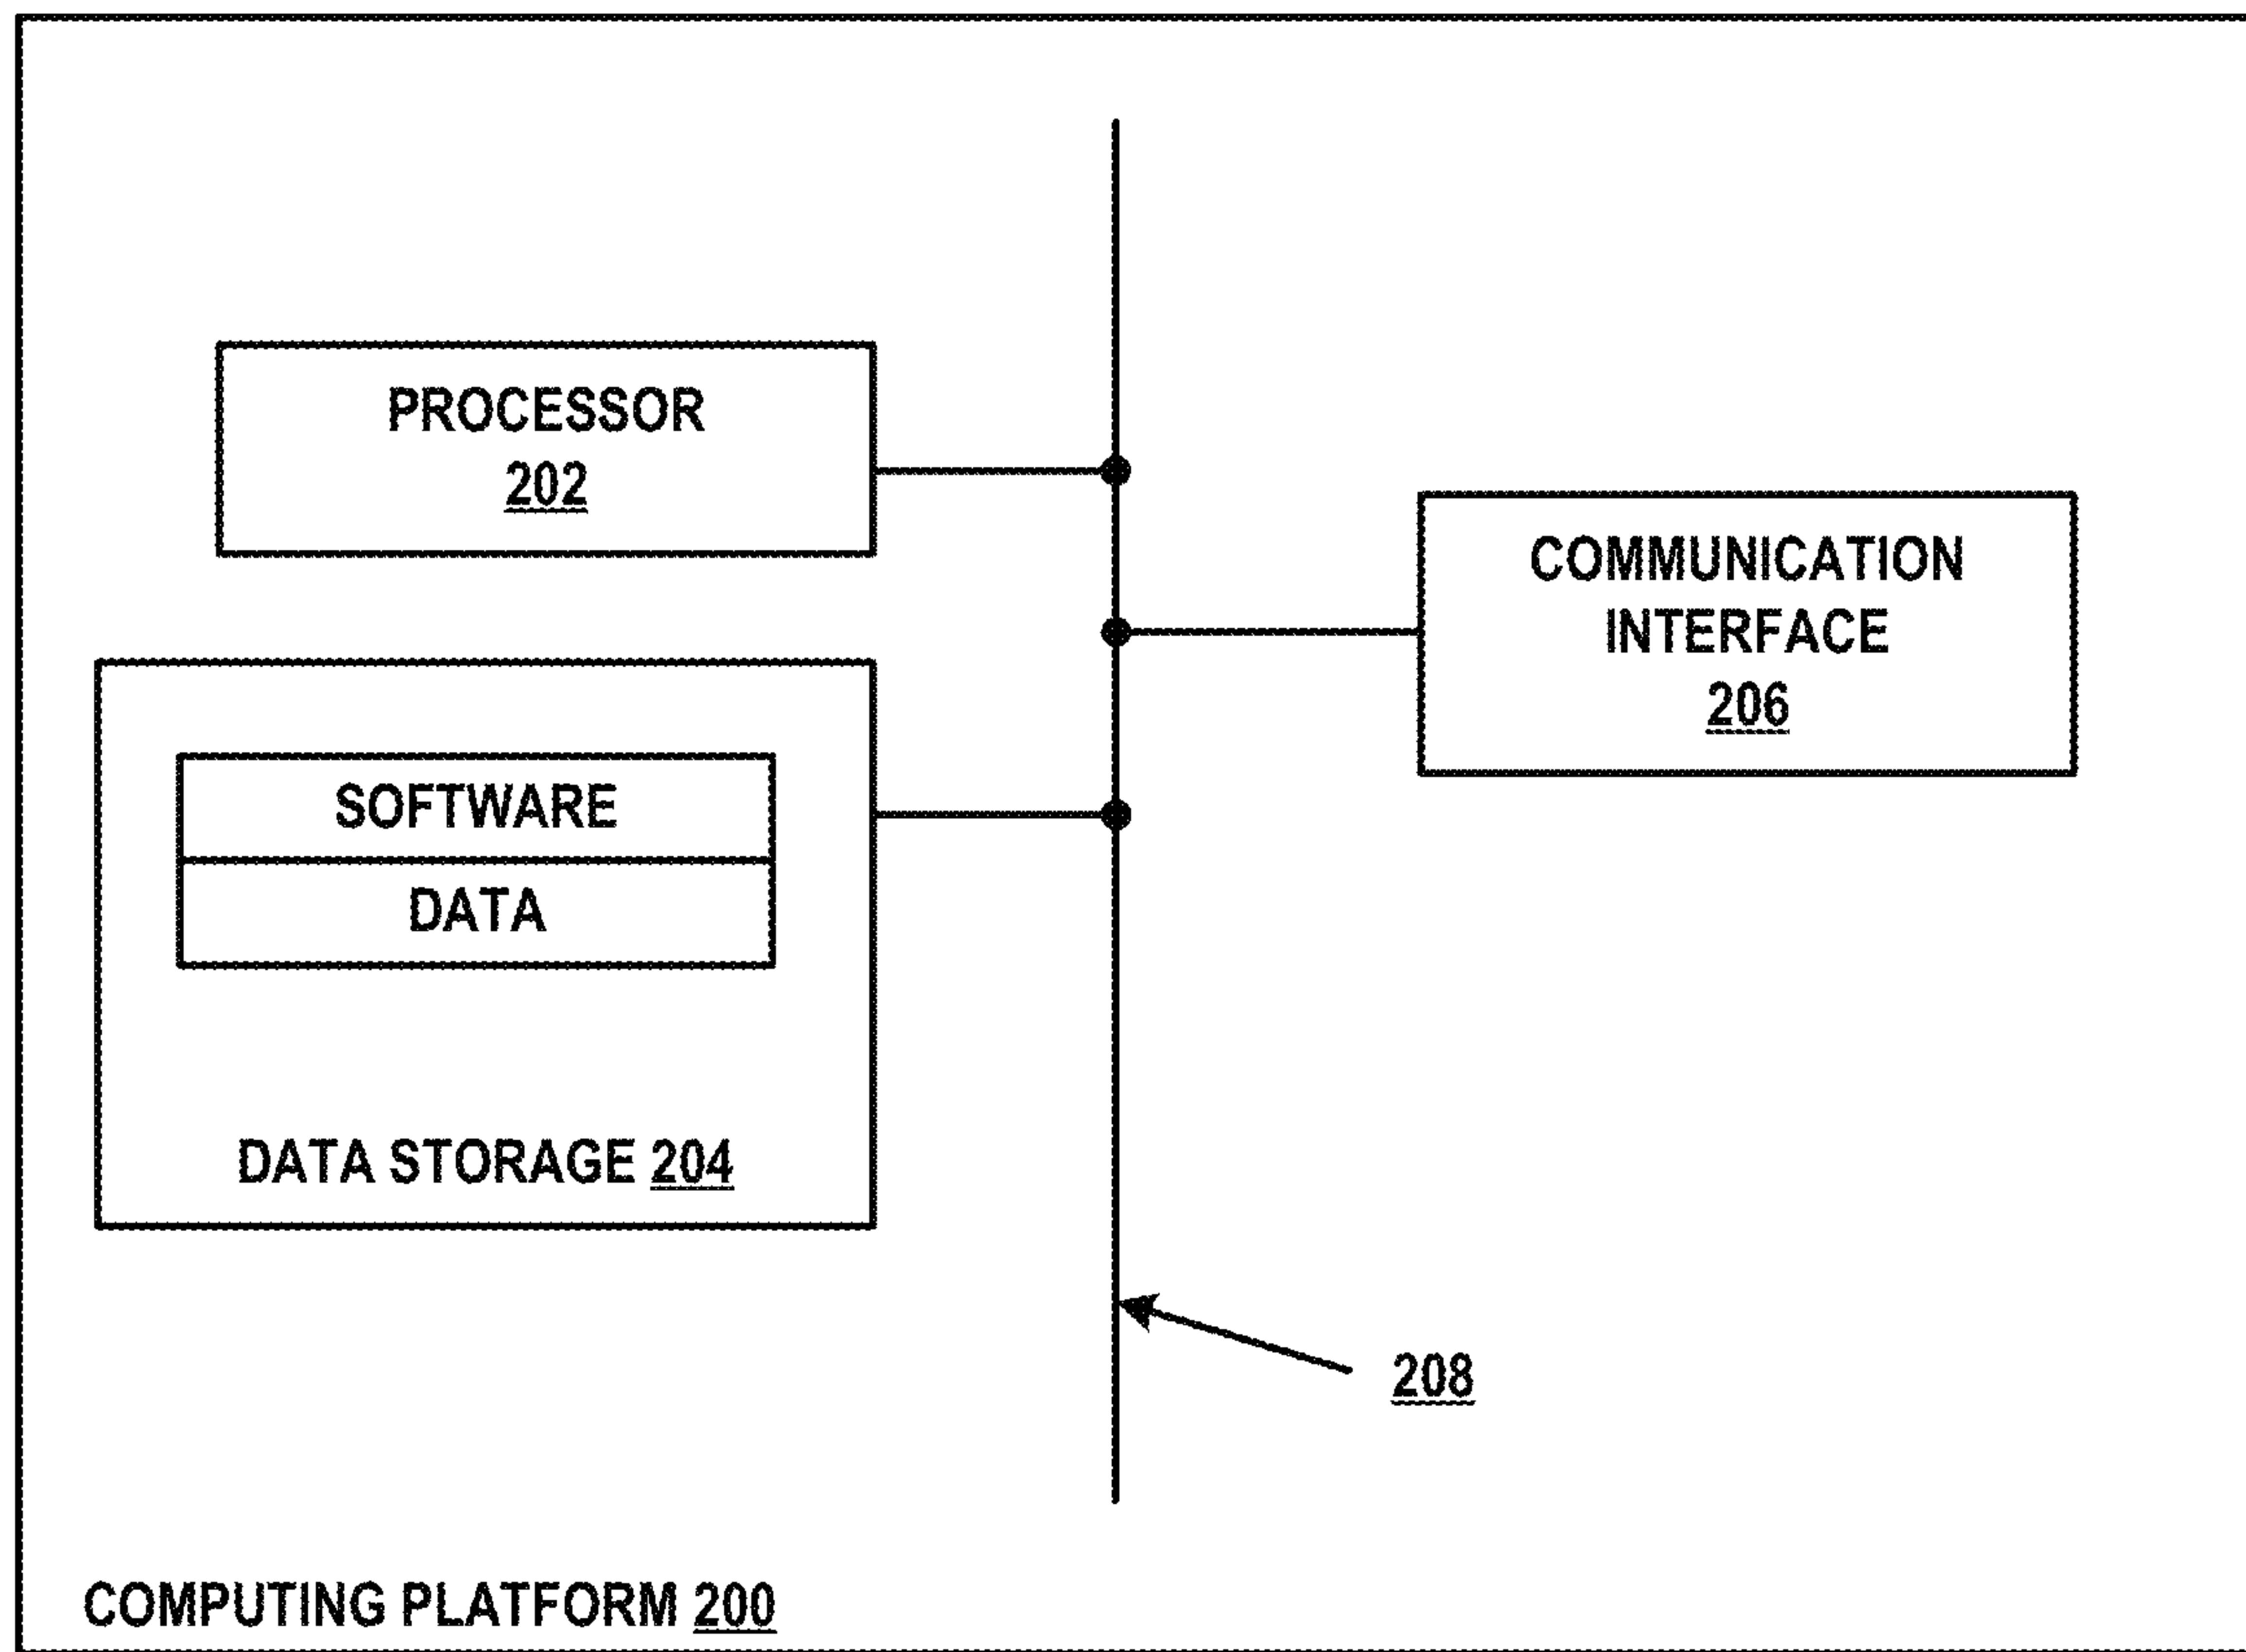 PROCESSOR
202
COMMUNICATION
INTERFACE
206
SOFTWARE
DATA
DATA STORAGE 204
208
COMPUTING PLATFORM 200